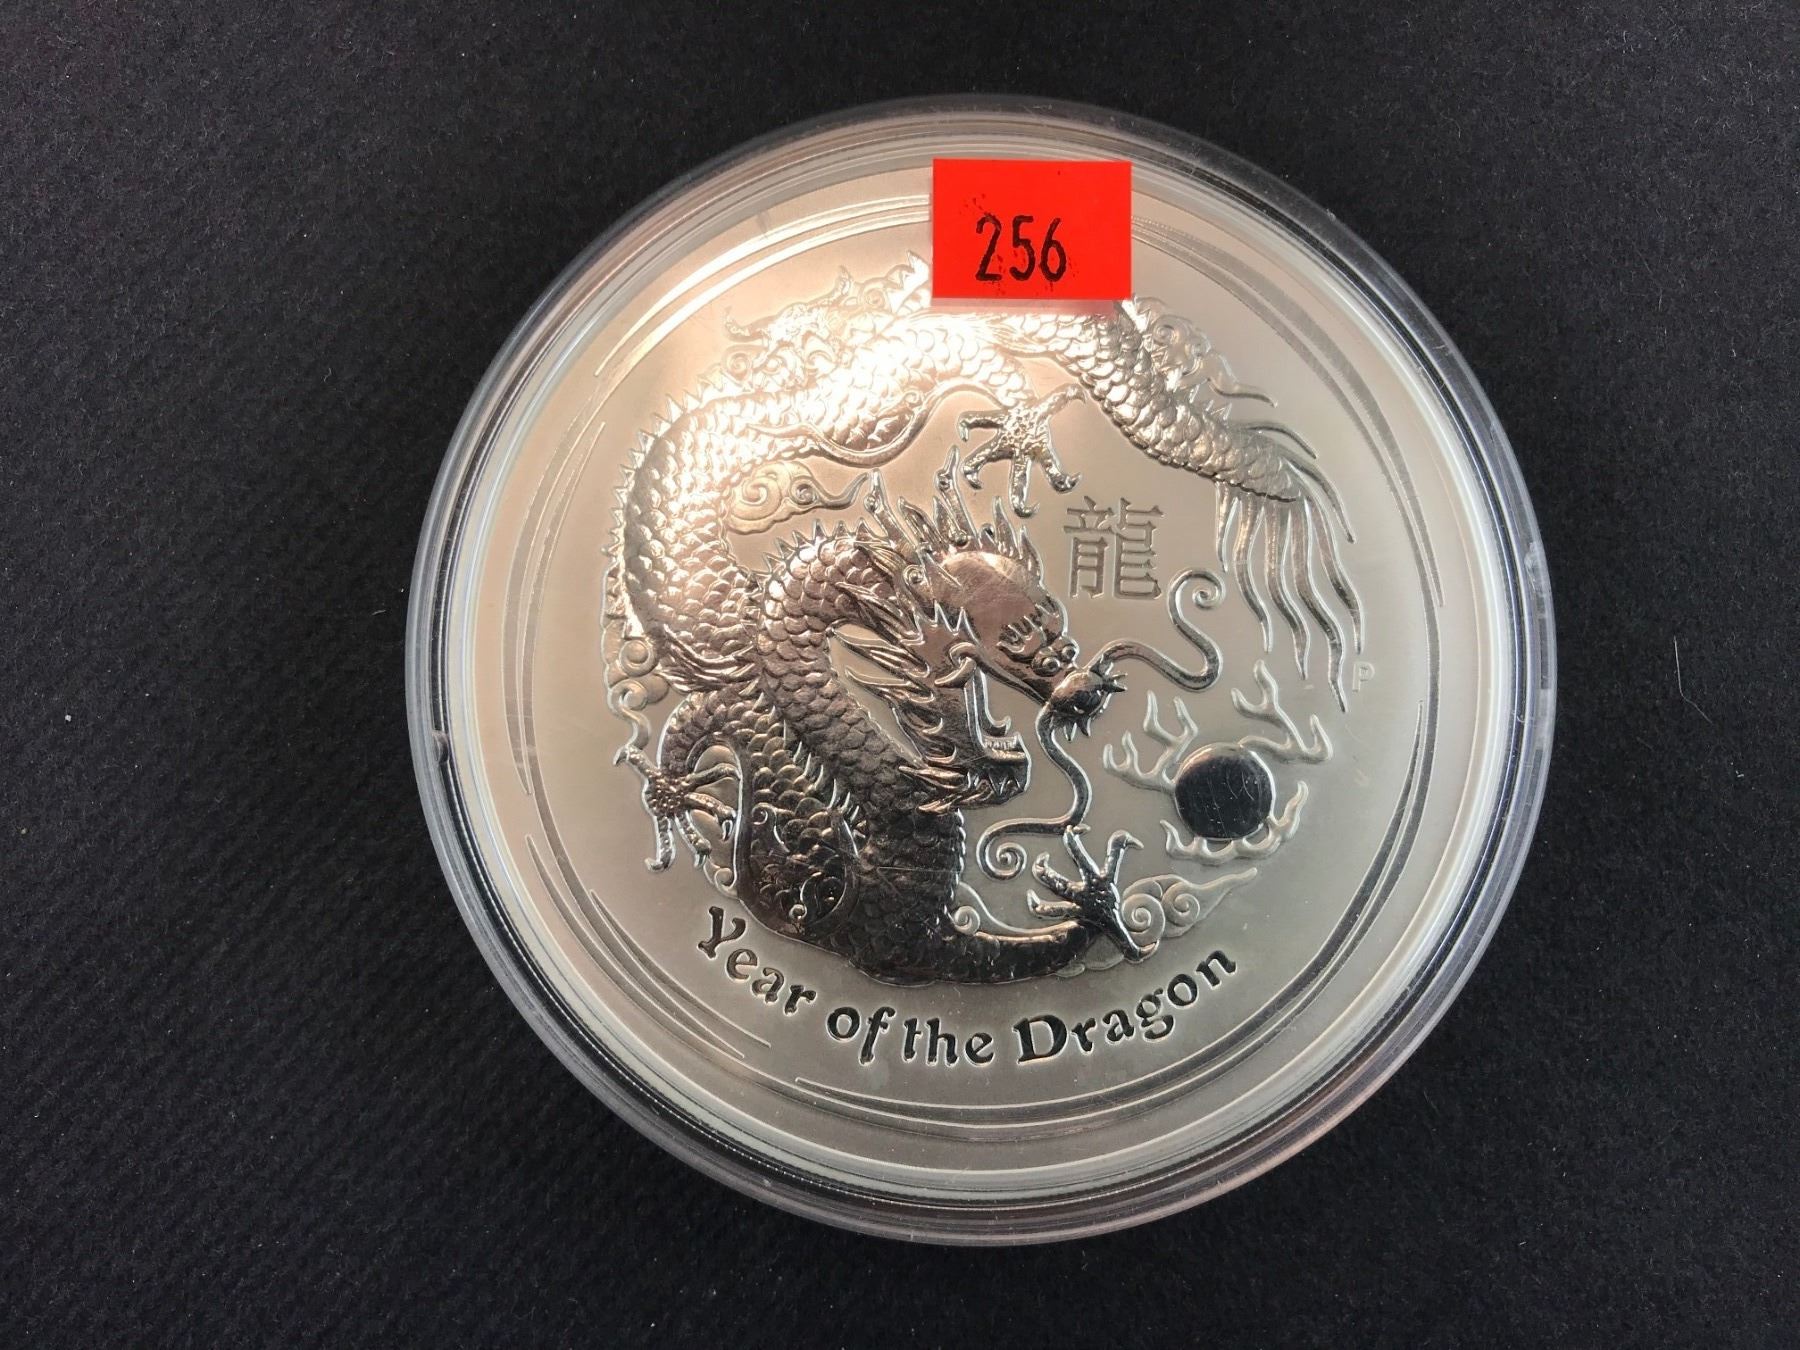 256
龍
P
Year of the Dragon